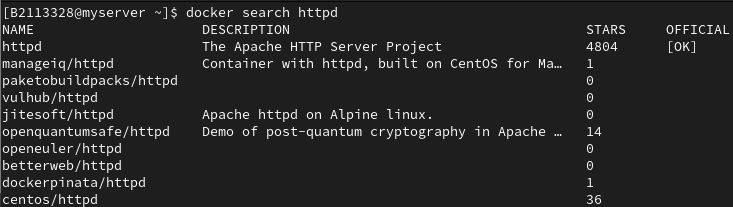 [B2113328@myserver ~]$ docker search httpd
NAME DESCRIPTION STARS OFFICIAL
httpd The Apache HTTP Server Project 4804 [OK]
manageiq/httpd Container with httpd, built on CentOS for Ma… 1
paketobuildpacks/httpd 0
vulhub/httpd 0
jitesoft/httpd Apache httpd on Alpine linux. 0
openquantumsafe/httpd Demo of post-quantum cryptography in Apache … 14
openeuler/httpd 0
betterweb/httpd 0
dockerpinata/httpd 1
centos/httpd 36